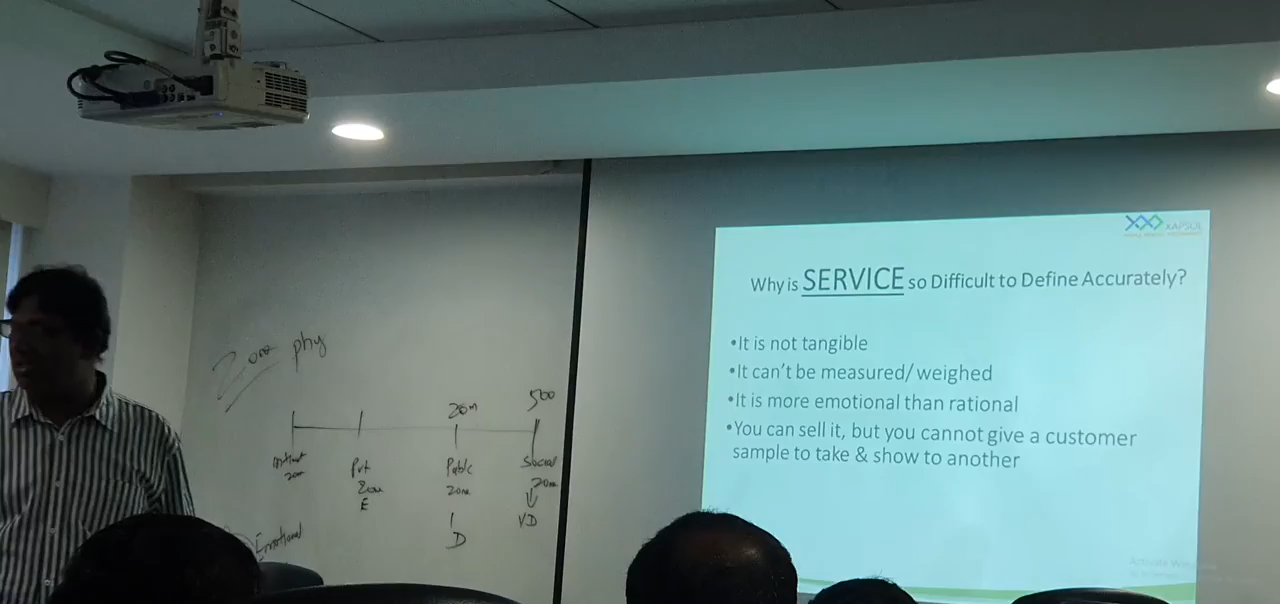 Zone phy
20m
500
Pvt
Zone
E
Public
Zone
D
Social
Zone
VD
Emotional
XAPSUL
Why is SERVICE so Difficult to Define Accurately?
•It is not tangible
•It can't be measured/ weighed
•It is more emotional than rational
•You can sell it, but you cannot give a customer
sample to take & show to another